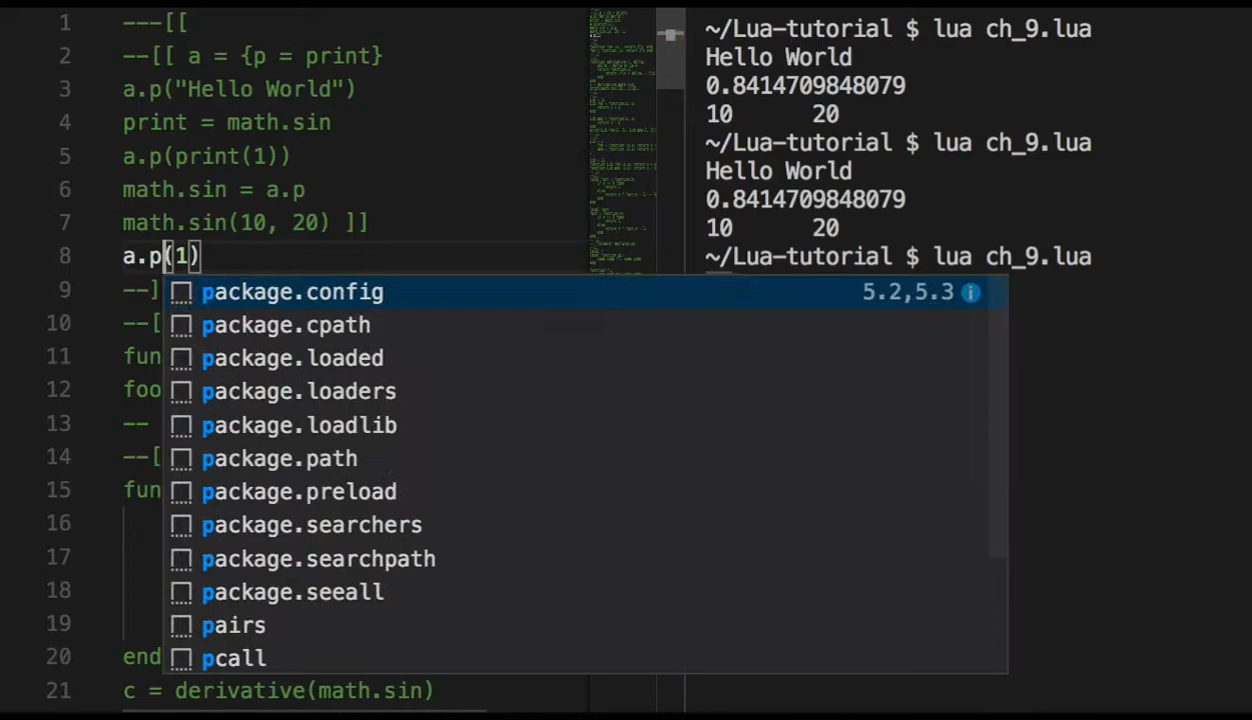 1 ---[[
2 --[[ a = {p = print}
3 a.p("Hello World")
4 print = math.sin
5 a.p(print(1))
6 math.sin = a.p
7 math.sin(10, 20) ]]
8 a.p(1)
9 --]
10 --[
11 fun
12 foo
13 --
14 --[
15 fun
16
17
18
19
20 end
21 c = derivative(math.sin)
package.config 5.2,5.3
package.cpath
package.loaded
package.loaders
package.loadlib
package.path
package.preload
package.searchers
package.searchpath
package.seeall
pairs
pcall
~/Lua-tutorial $ lua ch_9.lua
Hello World
0.8414709848079
10 20
~/Lua-tutorial $ lua ch_9.lua
Hello World
0.8414709848079
10 20
~/Lua-tutorial $ lua ch_9.lua